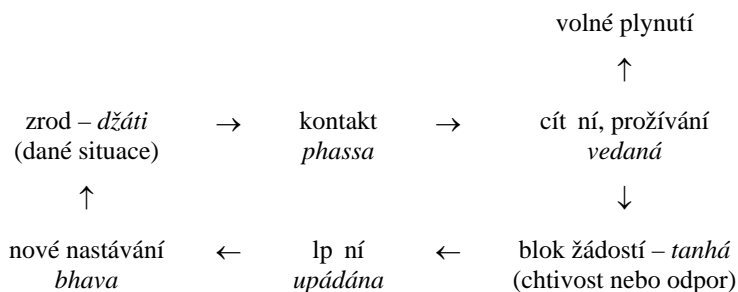 volné plynutí
↑
zrod – džáti → kontakt → cít ní, prožívání
(dané situace) phassa vedaná
↑ ↓
nové nastávání ← lp ní ← blok žádostí – tanhá
bhava upádána (chtivost nebo odpor)